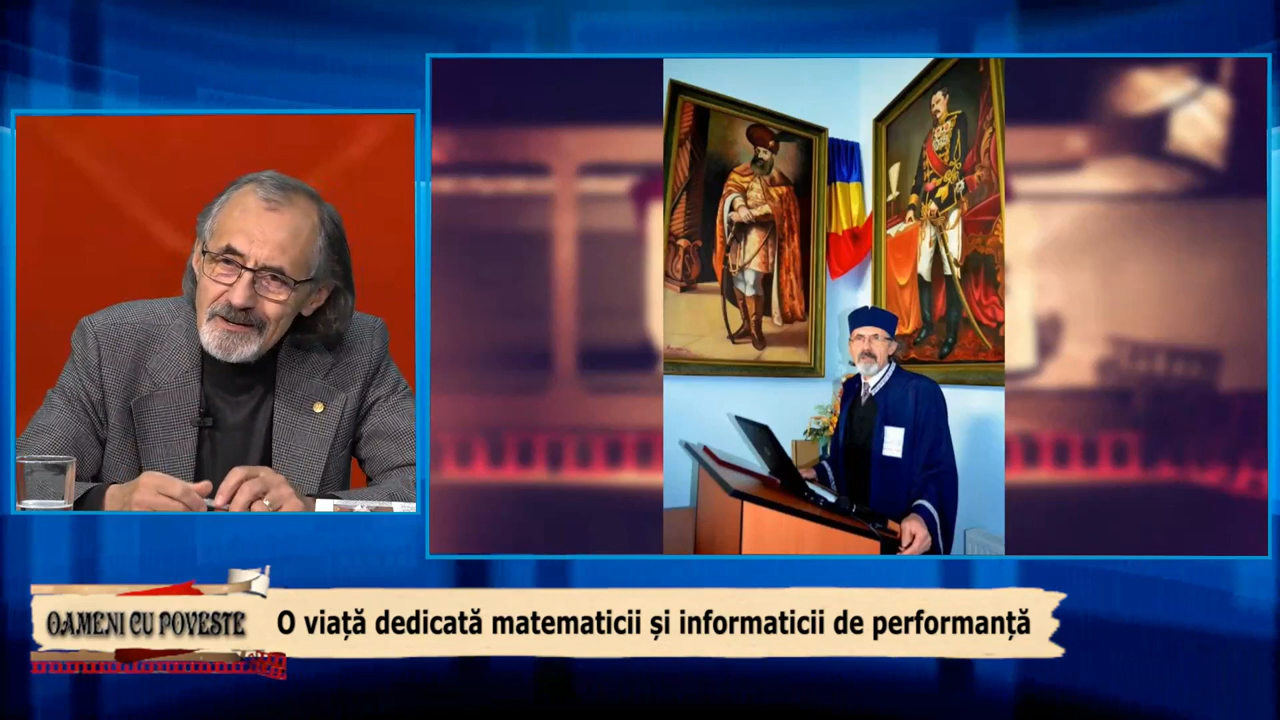 OAMENI CU POVESTE
O viață dedicată matematicii și informaticii de performanță